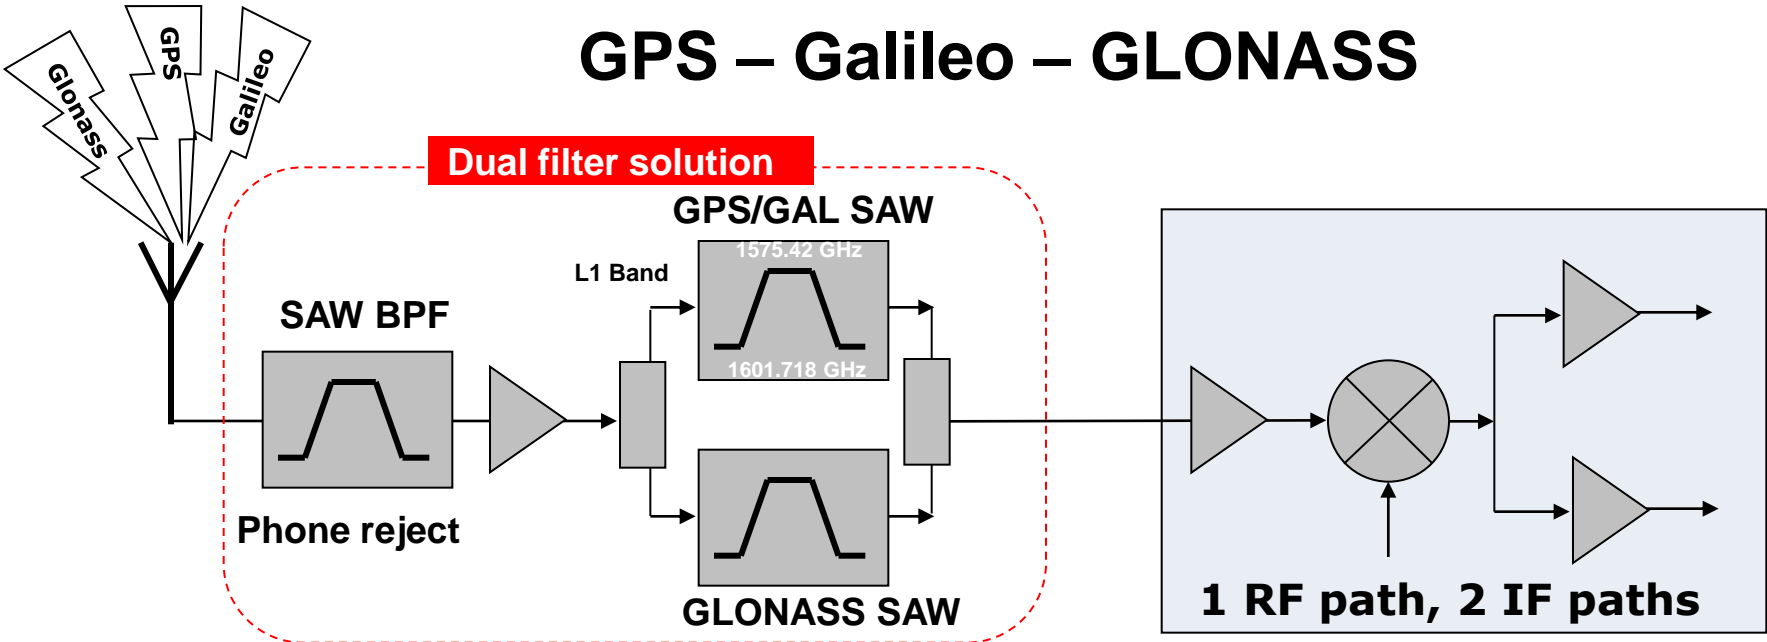 GPS – Galileo – GLONASS
Glonass
GPS
Galileo
Dual filter solution
GPS/GAL SAW
1575.42 GHz
L1 Band
SAW BPF
1601.718 GHz
Phone reject
GLONASS SAW
1 RF path, 2 IF paths